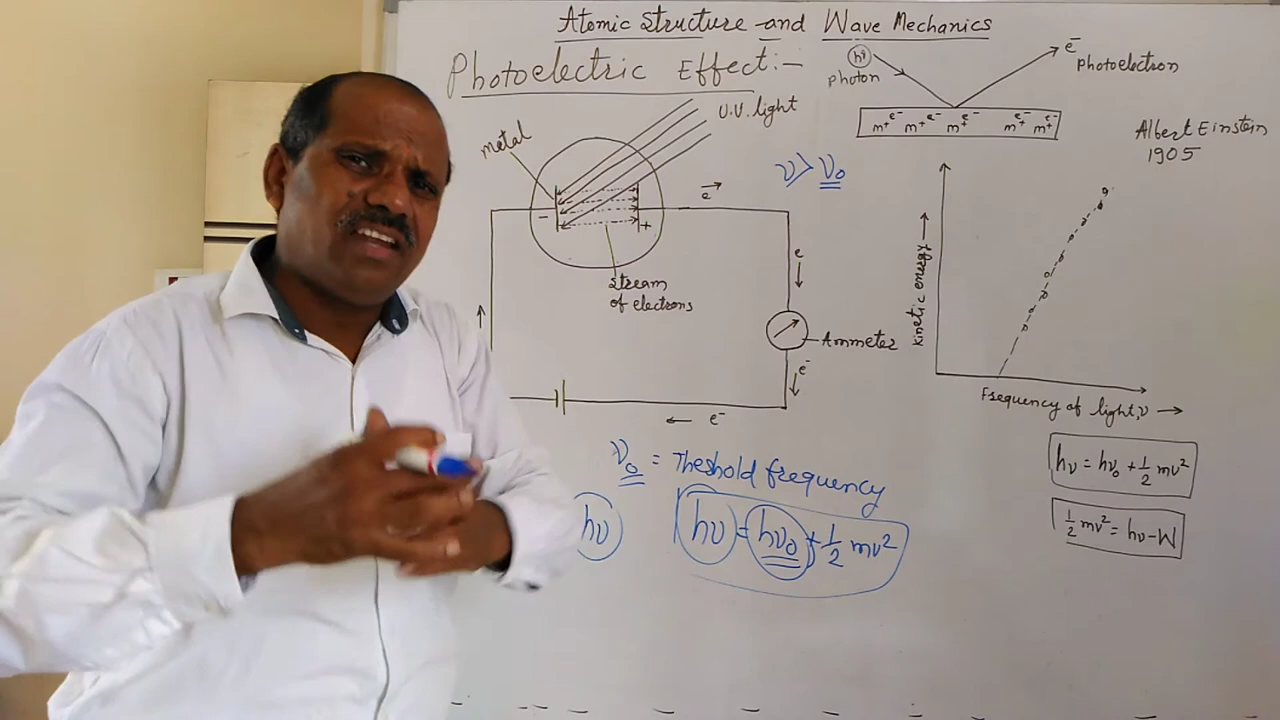 Atomic Structure and Wave Mechanics
Photoelectric Effect:-
hν
photon
e⁻
photoelectron
U.V. light
metal
m⁺ e⁻ m⁺ e⁻ m⁺ e⁻ m⁺ e⁻ m⁺ e⁻
Albert Einstein
1905
ν > ν₀
e⁻
- +
stream
of electrons
e
Ammeter
e⁻
e⁻
Kinetic energy →
Frequency of light, ν →
ν₀ = Theshold frequency
hν
hν = hν₀ + 1/2 mv²
hν = hν₀ + 1/2 mv²
1/2 mv² = hν - W